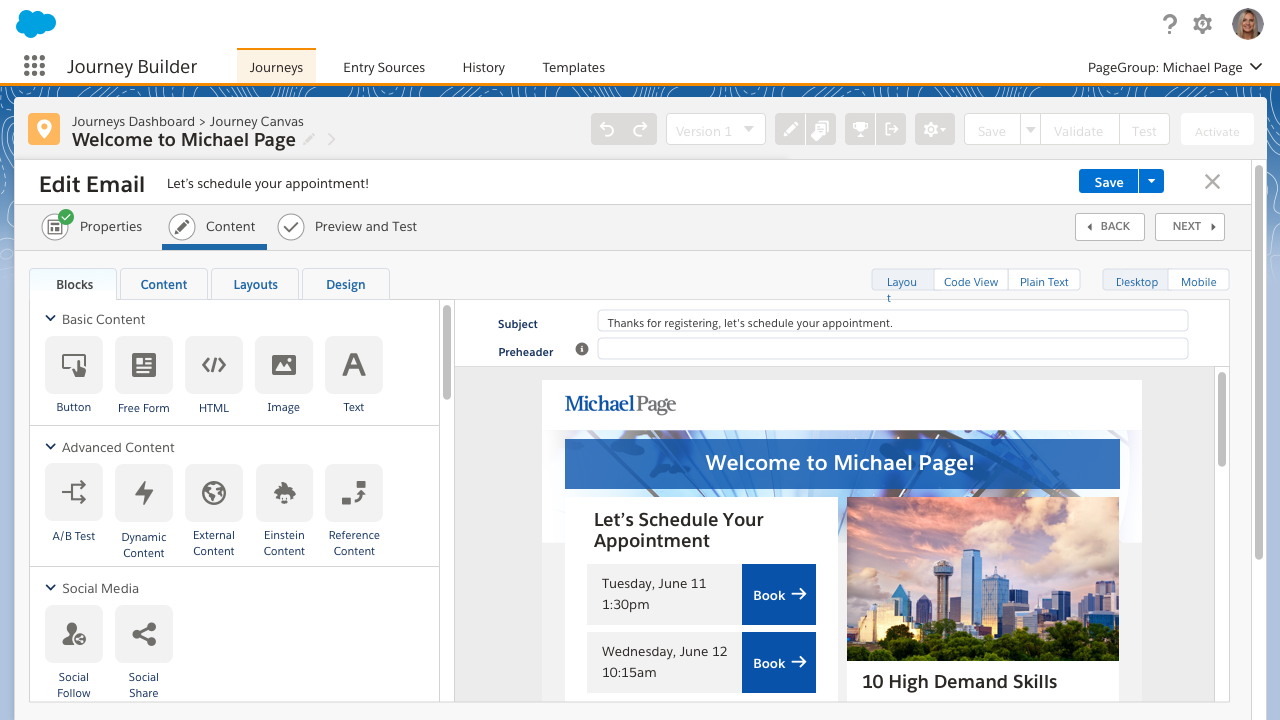 Journey Builder
Journeys
Entry Sources
History
Templates
PageGroup: Michael Page
Journeys Dashboard > Journey Canvas
Welcome to Michael Page
Version 1
Save
Validate
Test
Activate
Edit Email
Let's schedule your appointment!
Save
Properties
Content
Preview and Test
BACK
NEXT
Blocks
Content
Layouts
Design
Layou
t
Code View
Plain Text
Desktop
Mobile
Basic Content
Button
Free Form
HTML
Image
Text
Advanced Content
A/B Test
Dynamic
Content
External
Content
Einstein
Content
Reference
Content
Social Media
Social
Follow
Social
Share
Subject
Thanks for registering, let's schedule your appointment.
Preheader
Michael Page
Welcome to Michael Page!
Let’s Schedule Your
Appointment
Tuesday, June 11
1:30pm
Book
Wednesday, June 12
10:15am
Book
10 High Demand Skills